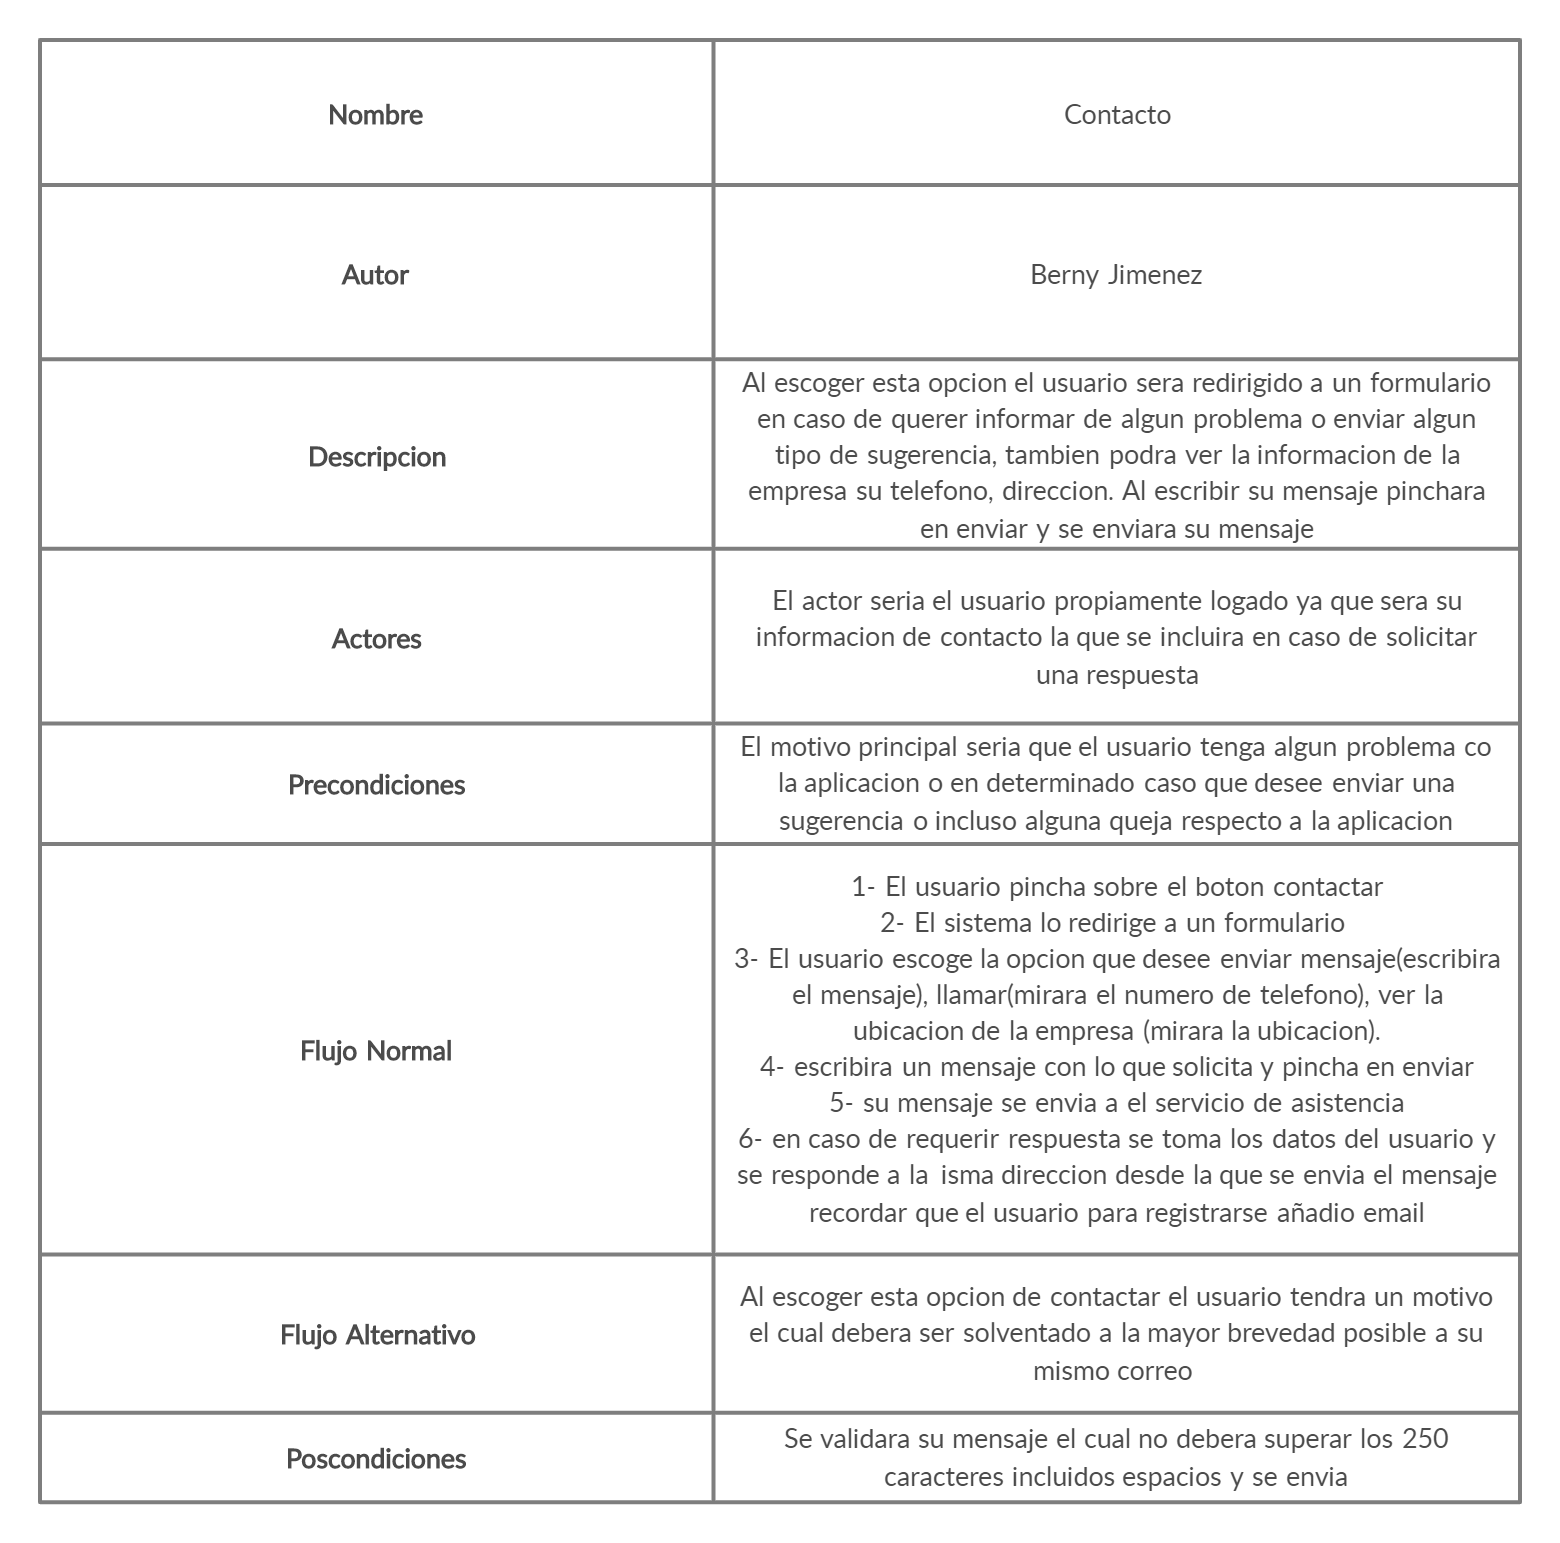 Nombre
Contacto
Autor
Berny Jimenez
Descripcion
Al escoger esta opcion el usuario sera redirigido a un formulario
en caso de querer informar de algun problema o enviar algun
tipo de sugerencia, tambien podra ver la informacion de la
empresa su telefono, direccion. Al escribir su mensaje pinchara
en enviar y se enviara su mensaje
Actores
El actor seria el usuario propiamente logado ya que sera su
informacion de contacto la que se incluira en caso de solicitar
una respuesta
Precondiciones
El motivo principal seria que el usuario tenga algun problema co
la aplicacion o en determinado caso que desee enviar una
sugerencia o incluso alguna queja respecto a la aplicacion
Flujo Normal
1- El usuario pincha sobre el boton contactar
2- El sistema lo redirige a un formulario
3- El usuario escoge la opcion que desee enviar mensaje(escribira
el mensaje), llamar(mirara el numero de telefono), ver la
ubicacion de la empresa (mirara la ubicacion).
4- escribira un mensaje con lo que solicita y pincha en enviar
5- su mensaje se envia a el servicio de asistencia
6- en caso de requerir respuesta se toma los datos del usuario y
se responde a la isma direccion desde la que se envia el mensaje
recordar que el usuario para registrarse añadio email
Flujo Alternativo
Al escoger esta opcion de contactar el usuario tendra un motivo
el cual debera ser solventado a la mayor brevedad posible a su
mismo correo
Poscondiciones
Se validara su mensaje el cual no debera superar los 250
caracteres incluidos espacios y se envia